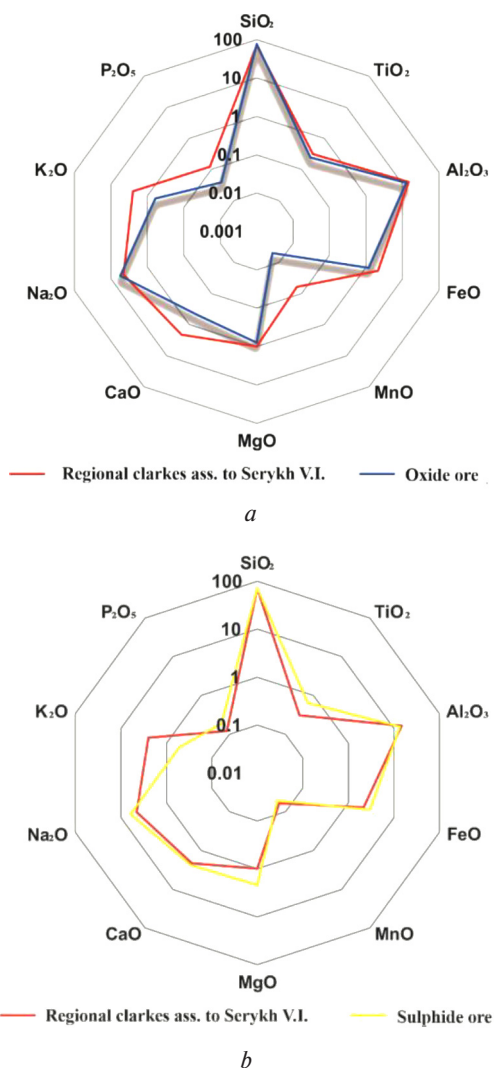 SiO₂
100
P₂O₅
TiO₂
10
1
K₂O
0.1
Al₂O₃
0.01
0.001
Na₂O
FeO
CaO
MnO
MgO
Regional clarkes ass. to Serykh V.I. Oxide ore
a
SiO₂
100
P₂O₅
TiO₂
10
K₂O
1
Al₂O₃
0.1
0.01
Na₂O
FeO
CaO
MnO
MgO
Regional clarkes ass. to Serykh V.I. Sulphide ore
b